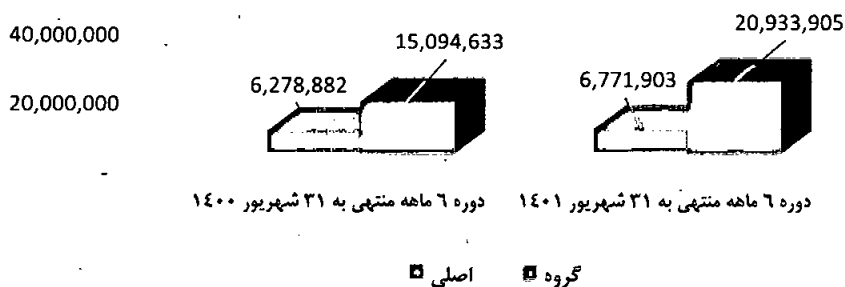 40,000,000
20,000,000
-
6,278,882
15,094,633
6,771,903
20,933,905
دوره ٦ ماهه منتهی به ٣١ شهریور ١٤٠٠
دوره ٦ ماهه منتهی به ٣١ شهریور ١٤٠١
اصلی
گروه